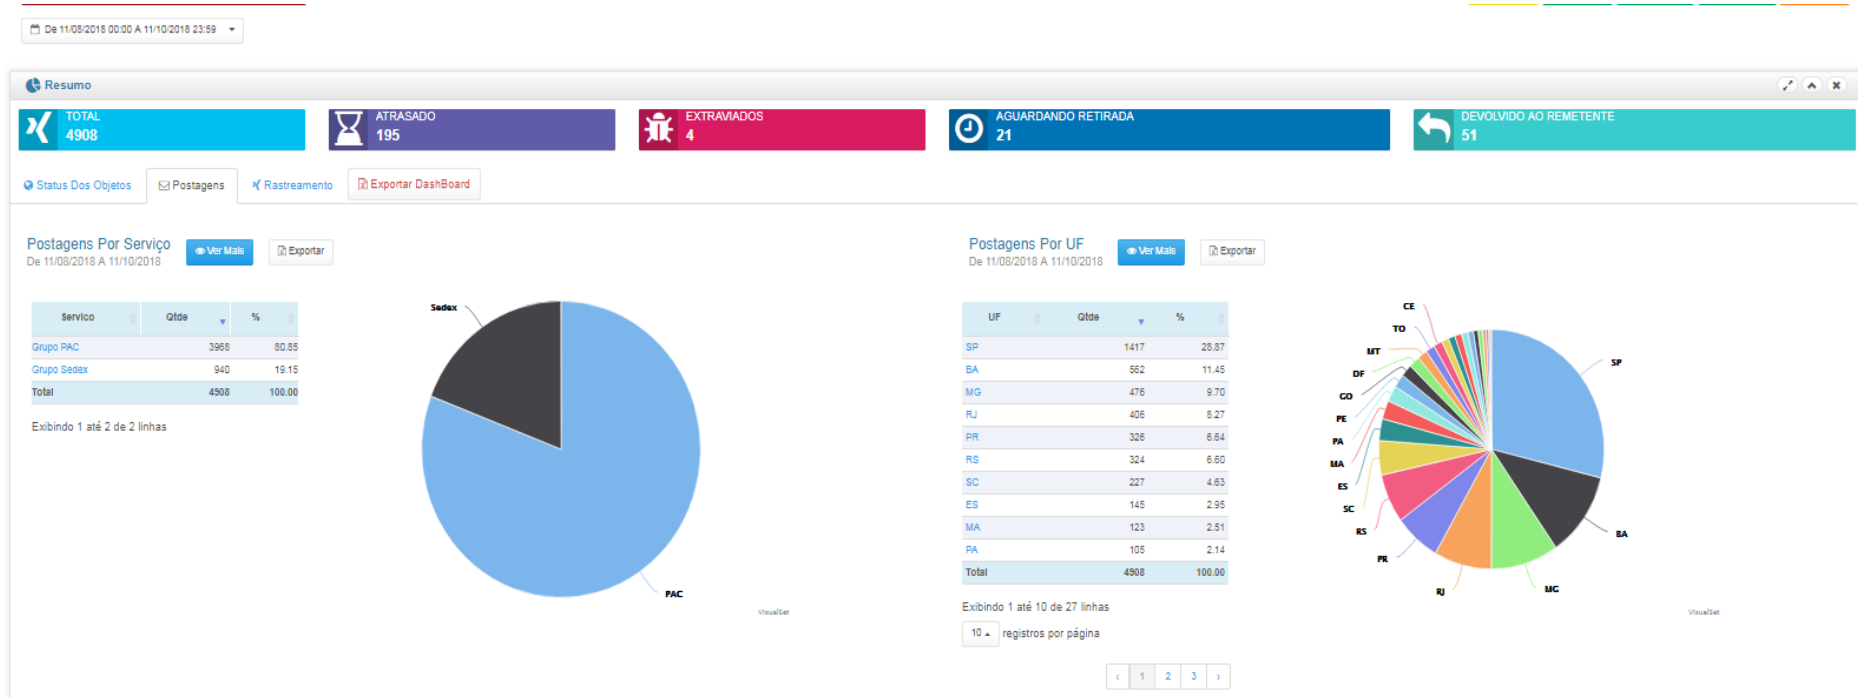 De 11/08/2018 00:00 A 11/10/2018 23:59
Resumo
TOTAL
4908
ATRASADO
195
EXTRAVIADOS
4
AGUARDANDO RETIRADA
21
DEVOLVIDO AO REMETENTE
51
Status Dos Objetos
Postagens
Rastreamento
Exportar DashBoard
Postagens Por Serviço
De 11/08/2018 A 11/10/2018
Ver Mais
Exportar
Servico Qtde %
Grupo PAC 3968 80.85
Grupo Sedex 940 19.15
Total 4908 100.00
Exibindo 1 até 2 de 2 linhas
Sedex
PAC
VisualSet
Postagens Por UF
De 11/08/2018 A 11/10/2018
Ver Mais
Exportar
UF Qtde %
SP 1417 28.87
BA 562 11.45
MG 476 9.70
RJ 406 8.27
PR 326 6.64
RS 324 6.60
SC 227 4.63
ES 145 2.95
MA 123 2.51
PA 105 2.14
Total 4908 100.00
Exibindo 1 até 10 de 27 linhas
10 registros por página
‹ 1 2 3 ›
CE
TO
MT
DF
GO
PE
PA
MA
ES
SC
RS
PR
RJ
MG
BA
SP
VisualSet